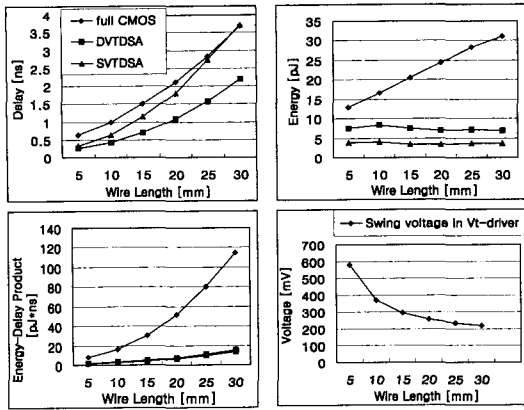 full CMOS
DVTDSA
SVTDSA
Delay [ns]
4
3.5
3
2.5
2
1.5
1
0.5
0
5 10 15 20 25 30
Wire Length [mm]
Energy [pJ]
35
30
25
20
15
10
5
0
5 10 15 20 25 30
Wire Length [mm]
Energy-Delay Product
[pJ*ns]
140
120
100
80
60
40
20
0
5 10 15 20 25 30
Wire Length [mm]
Swing voltage in Vt-driver
Voltage [mV]
700
600
500
400
300
200
100
0
5 10 15 20 25 30
Wire Length [mm]